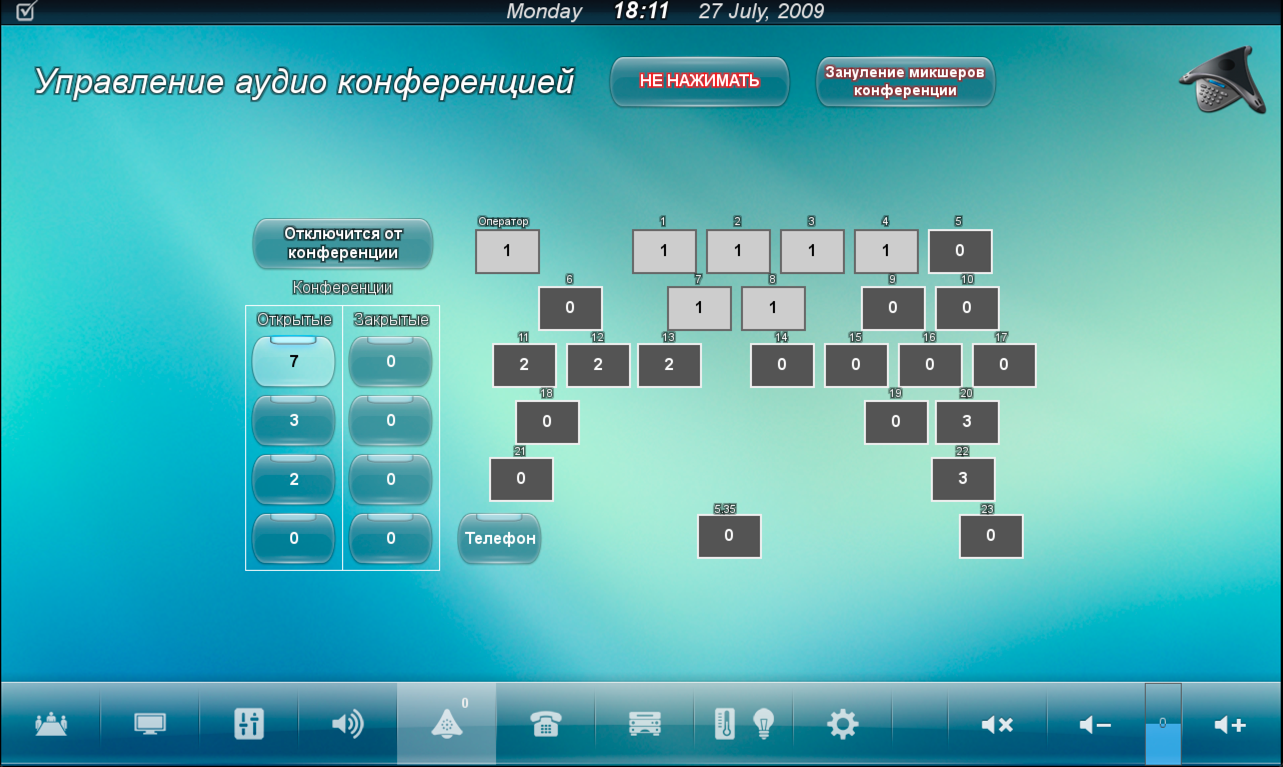 Monday 18:11 27 July, 2009
Управление аудио конференцией
НЕ НАЖИМАТЬ
Зануление микшеров
конференции
Отключится от
конференции
Конференции
Открытые Закрытые
7 0
3 0
2 0
0 0
Телефон
Оператор 1 2 3 4 5
1 1 1 1 1 0
6 7 8 9 10
0 1 1 0 0
11 12 13 14 15 16 17
2 2 2 0 0 0 0
18 19 20
0 0 3
21 22
0 3
5.35 23
0 0
0
0